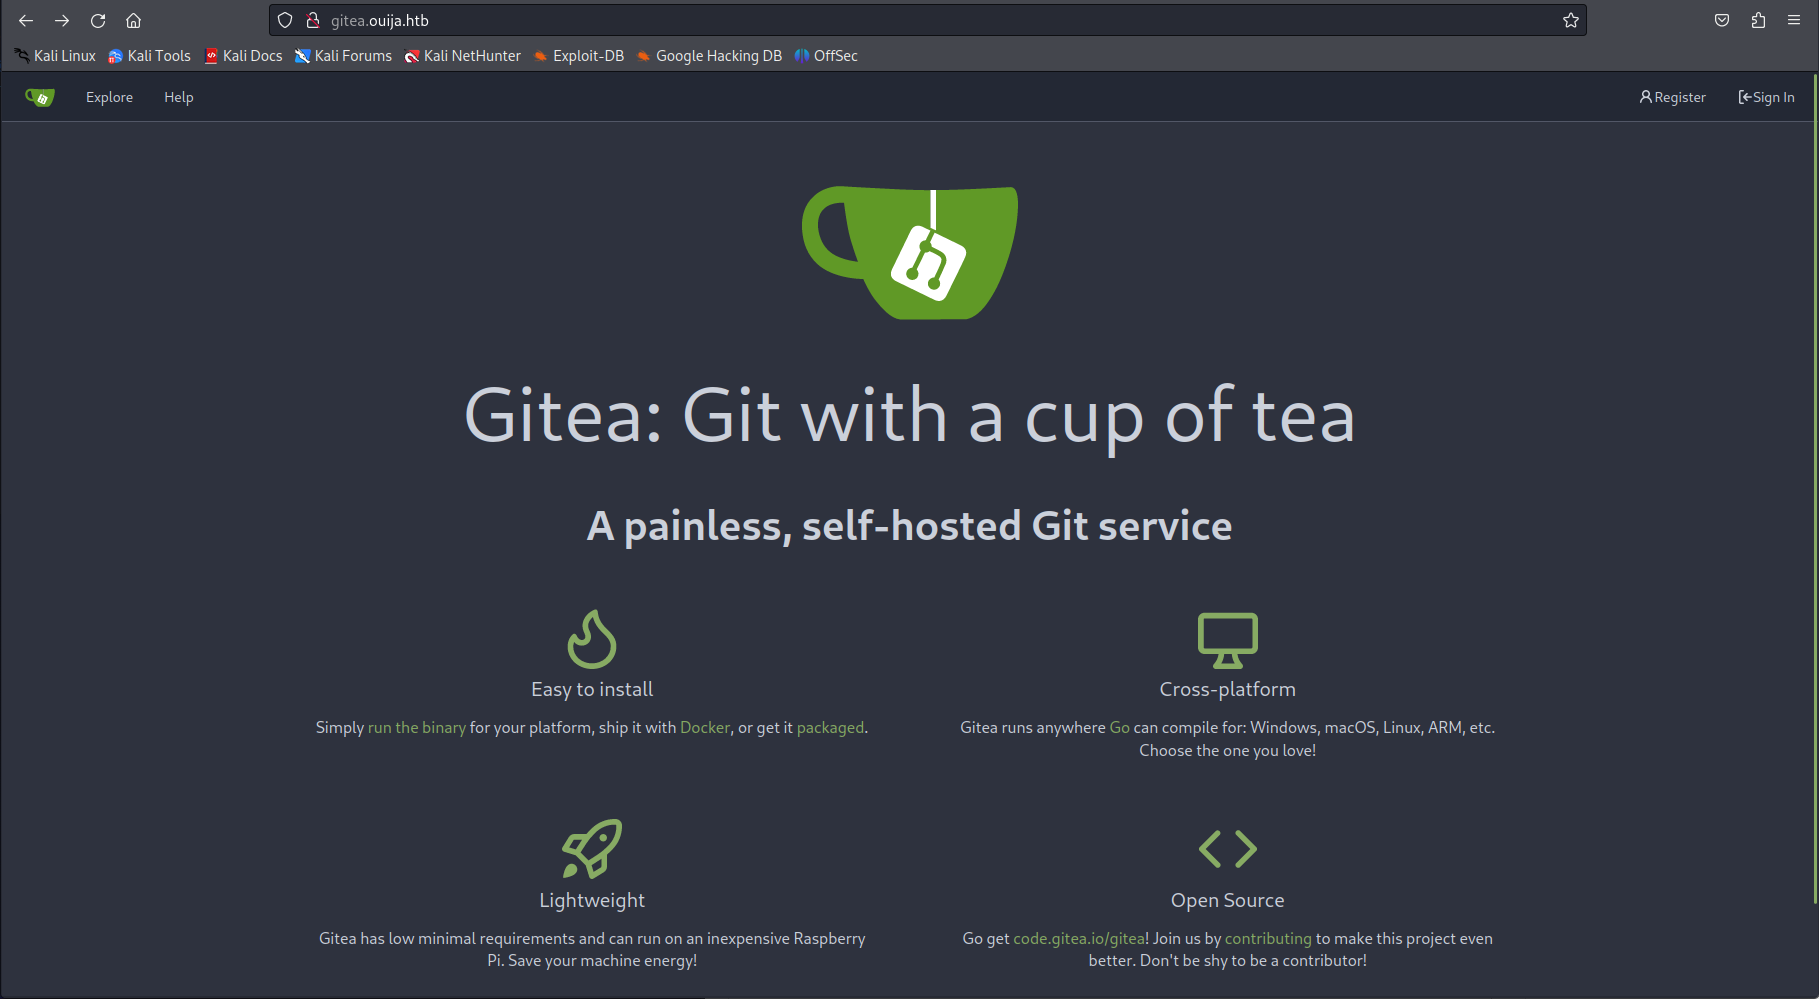 gitea.ouija.htb
Kali Linux Kali Tools Kali Docs Kali Forums Kali NetHunter Exploit-DB Google Hacking DB OffSec
Explore Help Register Sign In
Gitea: Git with a cup of tea
A painless, self-hosted Git service
Easy to install
Simply run the binary for your platform, ship it with Docker, or get it packaged.
Cross-platform
Gitea runs anywhere Go can compile for: Windows, macOS, Linux, ARM, etc.
Choose the one you love!
Lightweight
Gitea has low minimal requirements and can run on an inexpensive Raspberry
Pi. Save your machine energy!
Open Source
Go get code.gitea.io/gitea! Join us by contributing to make this project even
better. Don't be shy to be a contributor!